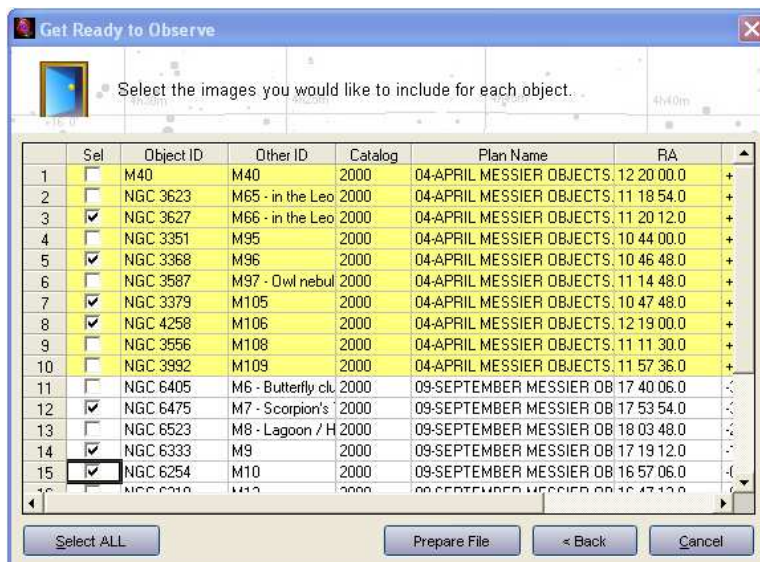 Get Ready to Observe
Select the images you would like to include for each object.
4h40m
Sel Object ID Other ID Catalog Plan Name RA
1 M40 M40 2000 04-APRIL MESSIER OBJECTS. 12 20 00.0 +
2 NGC 3623 M65 - in the Leo 2000 04-APRIL MESSIER OBJECTS. 11 18 54.0 +
3 NGC 3627 M66 - in the Leo 2000 04-APRIL MESSIER OBJECTS. 11 20 12.0 +
4 NGC 3351 M95 2000 04-APRIL MESSIER OBJECTS. 10 44 00.0 +
5 NGC 3368 M96 2000 04-APRIL MESSIER OBJECTS. 10 46 48.0 +
6 NGC 3587 M97 - Owl nebul 2000 04-APRIL MESSIER OBJECTS. 11 14 48.0 +
7 NGC 3379 M105 2000 04-APRIL MESSIER OBJECTS. 10 47 48.0 +
8 NGC 4258 M106 2000 04-APRIL MESSIER OBJECTS. 12 19 00.0 +
9 NGC 3556 M108 2000 04-APRIL MESSIER OBJECTS. 11 11 30.0 +
10 NGC 3992 M109 2000 04-APRIL MESSIER OBJECTS. 11 57 36.0 +
11 NGC 6405 M6 - Butterfly clu 2000 09-SEPTEMBER MESSIER OB 17 40 06.0
12 NGC 6475 M7 - Scorpion's 2000 09-SEPTEMBER MESSIER OB 17 53 54.0
13 NGC 6523 M8 - Lagoon / H 2000 09-SEPTEMBER MESSIER OB 18 03 48.0
14 NGC 6333 M9 2000 09-SEPTEMBER MESSIER OB 17 19 12.0
15 NGC 6254 M10 2000 09-SEPTEMBER MESSIER OB 16 57 06.0
Select ALL Prepare File < Back Cancel